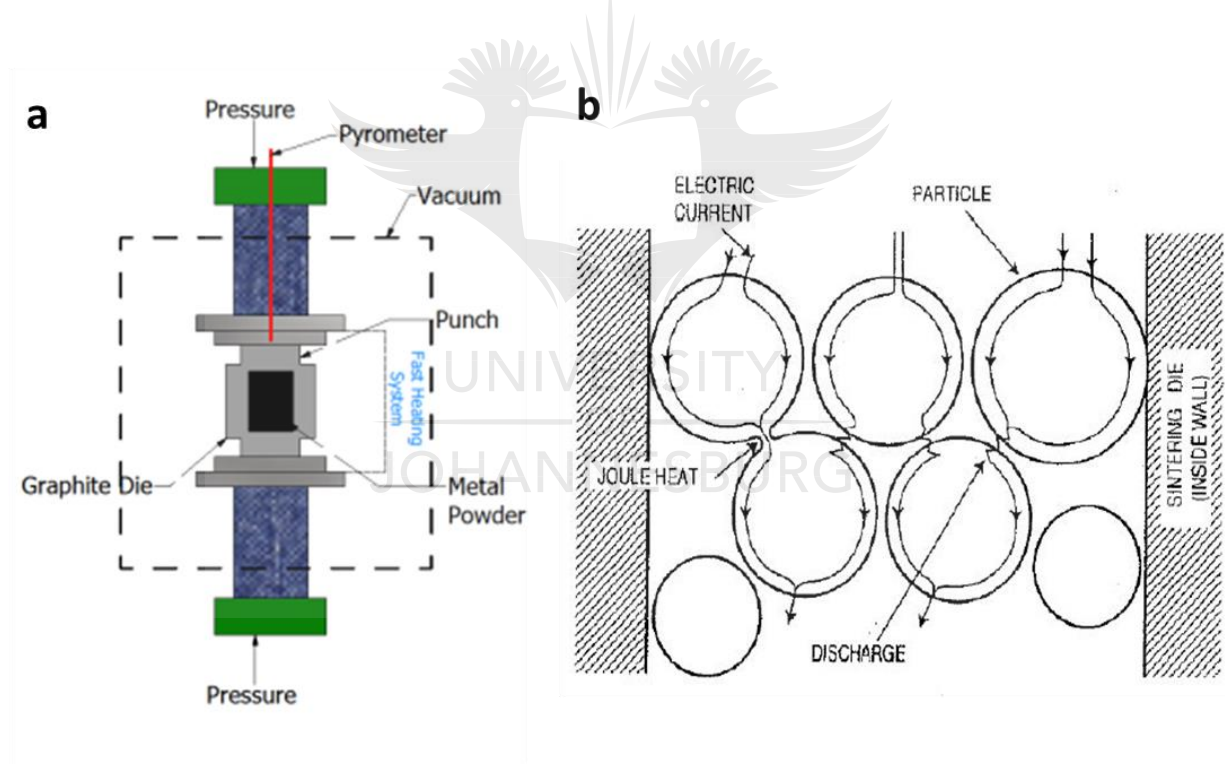 a
Pressure
Pyrometer
Vacuum
Punch
Fast Heating
System
Graphite Die
Metal
Powder
Pressure
b
ELECTRIC
CURRENT
PARTICLE
JOULE HEAT
DISCHARGE
SINTERING DIE
(INSIDE WALL)
UNIVERSITY
JOHANNESBURG